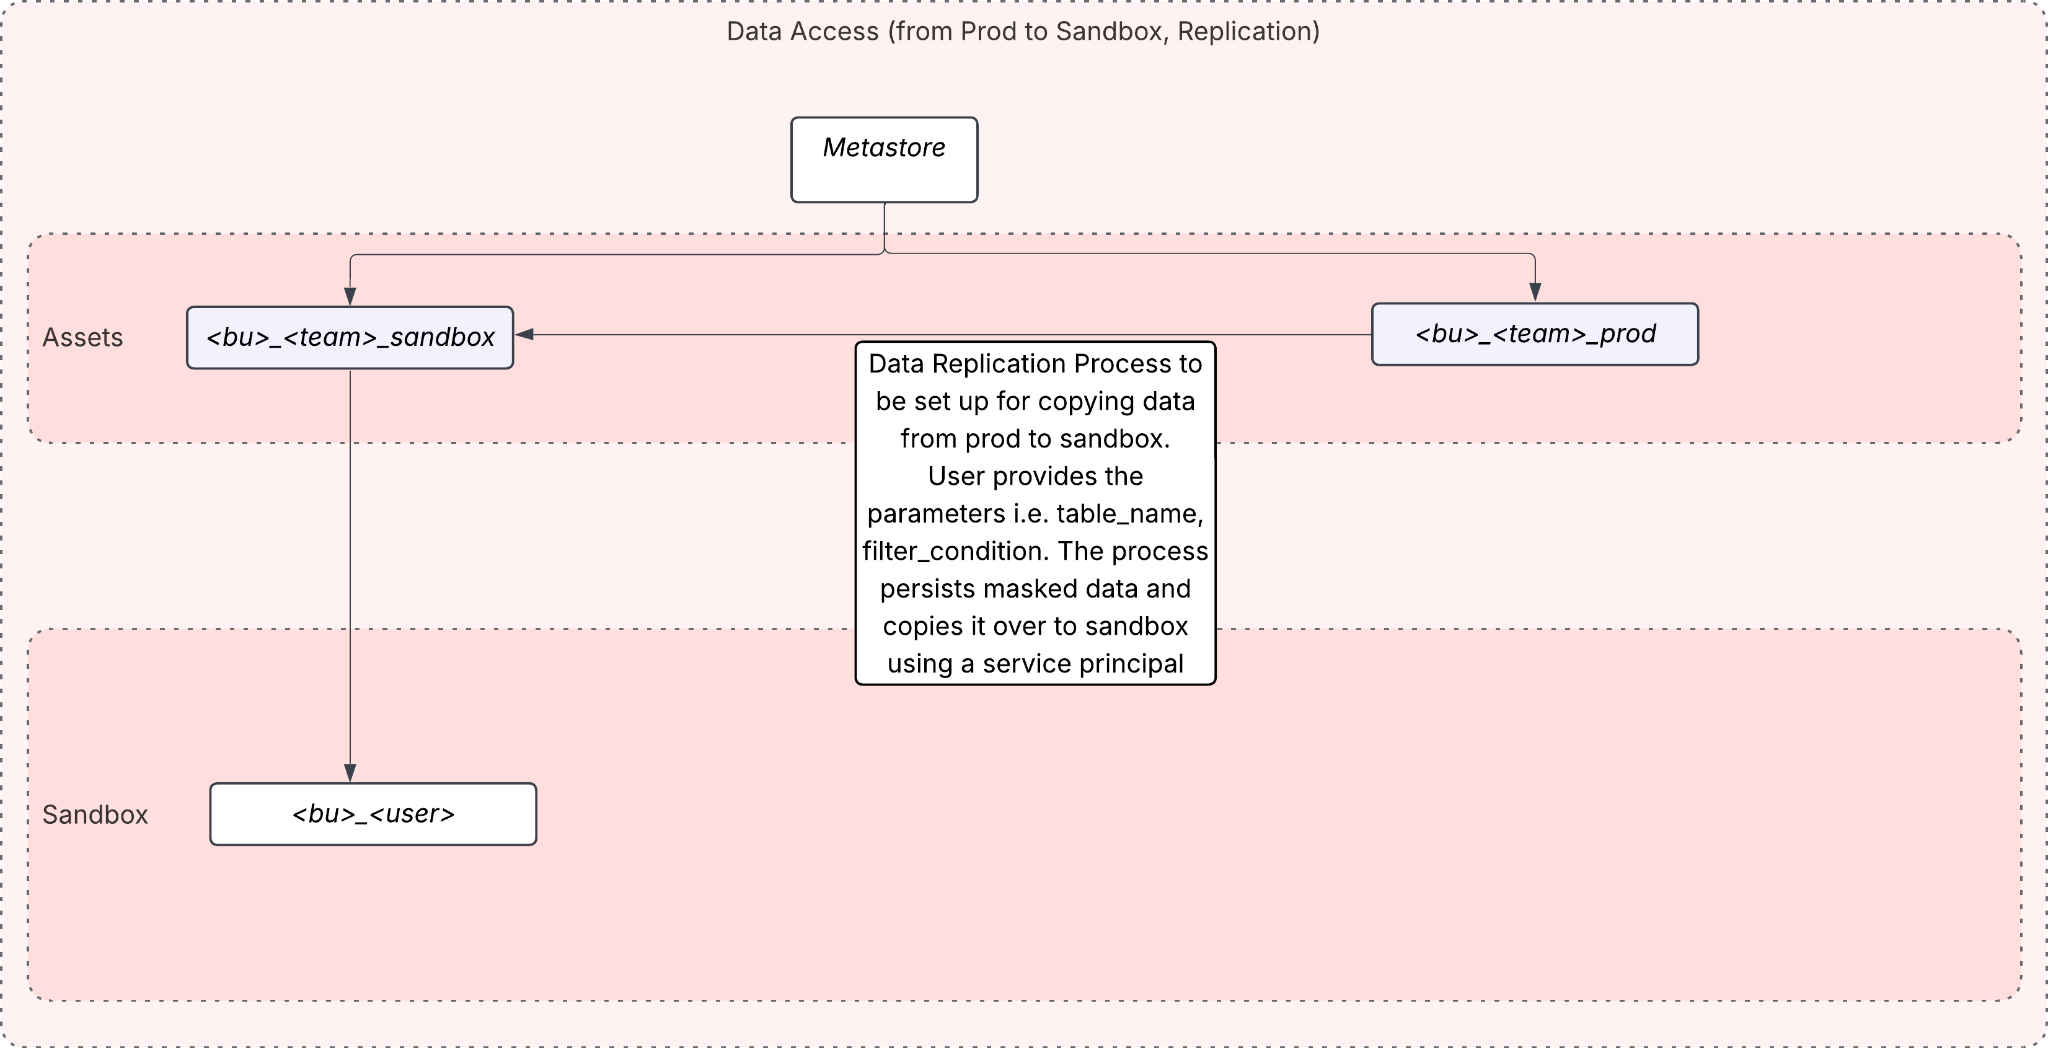 Data Access (from Prod to Sandbox, Replication)
Metastore
Assets
<bu>_<team>_sandbox
<bu>_<team>_prod
Data Replication Process to
be set up for copying data
from prod to sandbox.
User provides the
parameters i.e. table_name,
filter_condition. The process
persists masked data and
copies it over to sandbox
using a service principal
Sandbox
<bu>_<user>